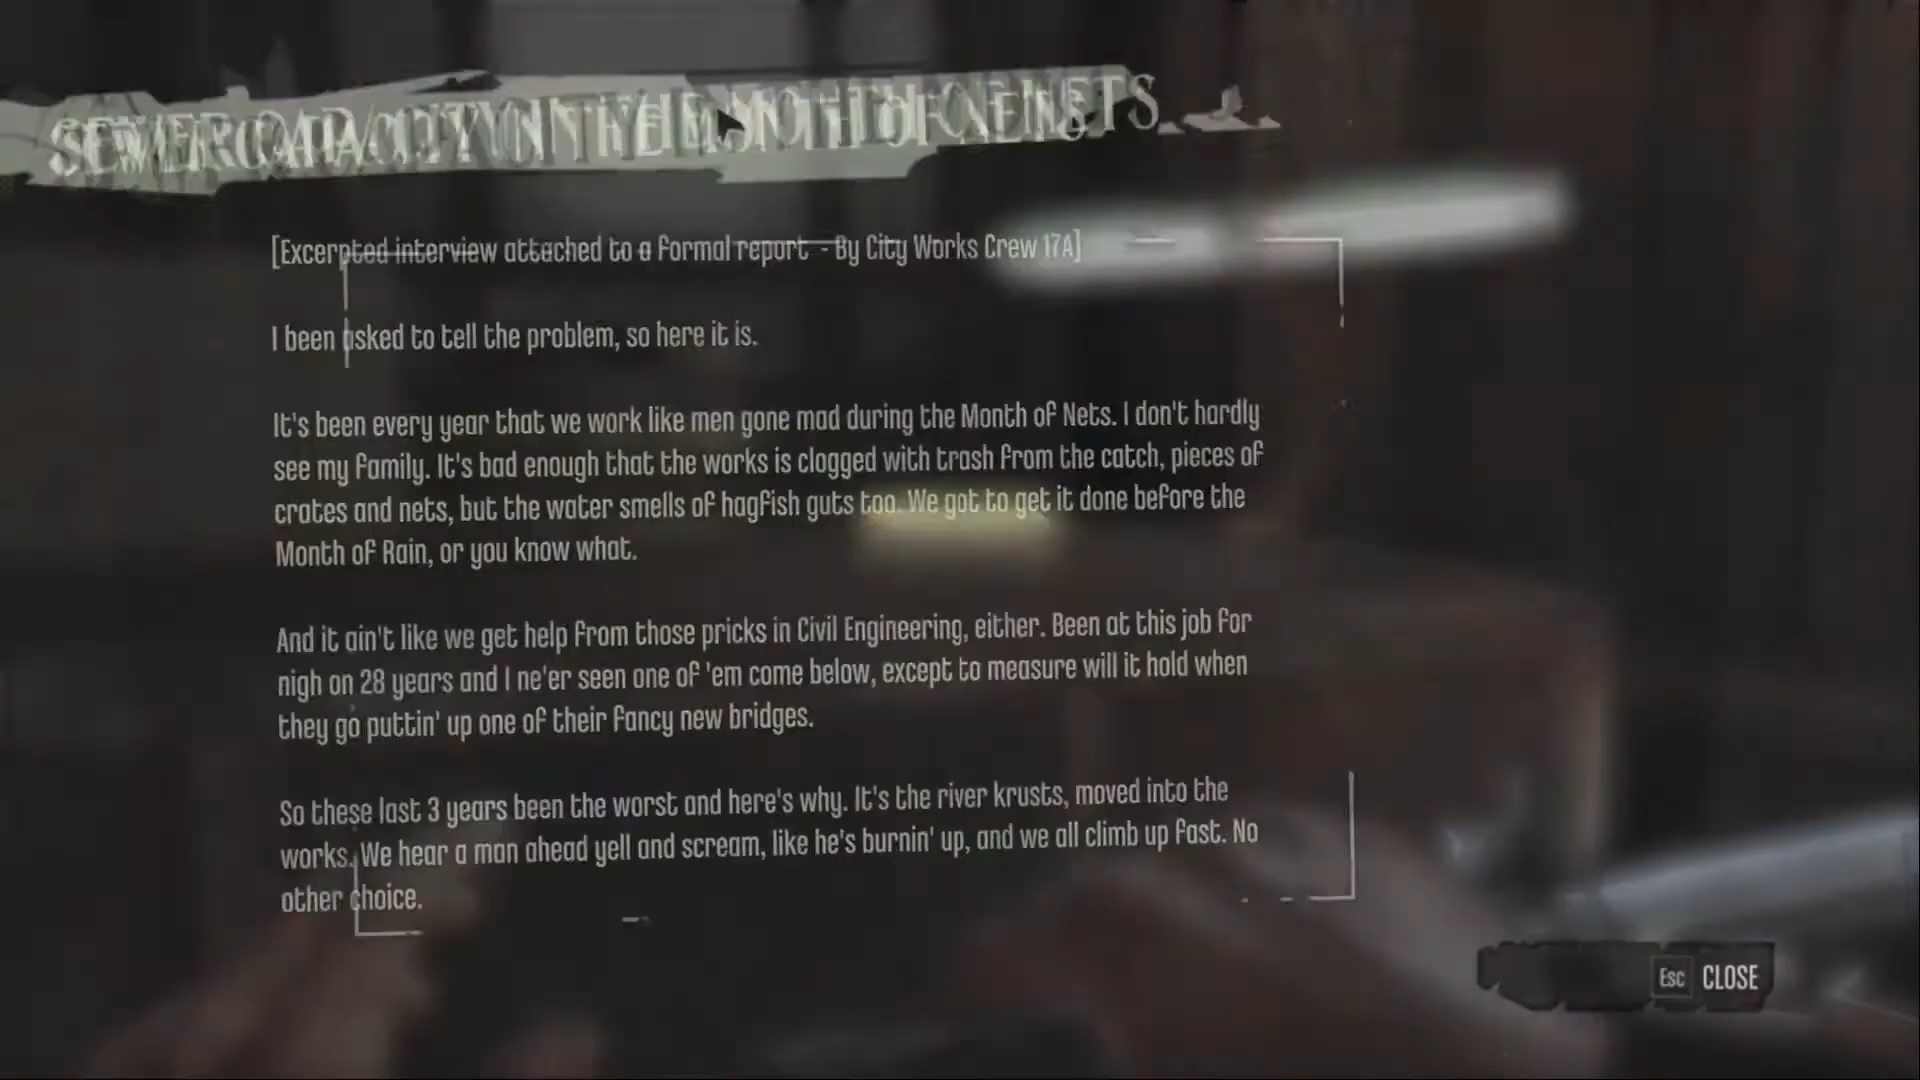 SEWER CAPACITY IN THE MONTH OF NETS
[Excerpted interview attached to a formal report - By City Works Crew 17A]
I been asked to tell the problem, so here it is.
It's been every year that we work like men gone mad during the Month of Nets. I don't hardly
see my family. It's bad enough that the works is clogged with trash from the catch, pieces of
crates and nets, but the water smells of hagfish guts too. We got to get it done before the
Month of Rain, or you know what.
And it ain't like we get help from those pricks in Civil Engineering, either. Been at this job for
nigh on 28 years and I ne'er seen one of 'em come below, except to measure will it hold when
they go puttin' up one of their fancy new bridges.
So these last 3 years been the worst and here's why. It's the river krusts, moved into the
works. We hear a man ahead yell and scream, like he's burnin' up, and we all climb up fast. No
other choice.
Esc CLOSE